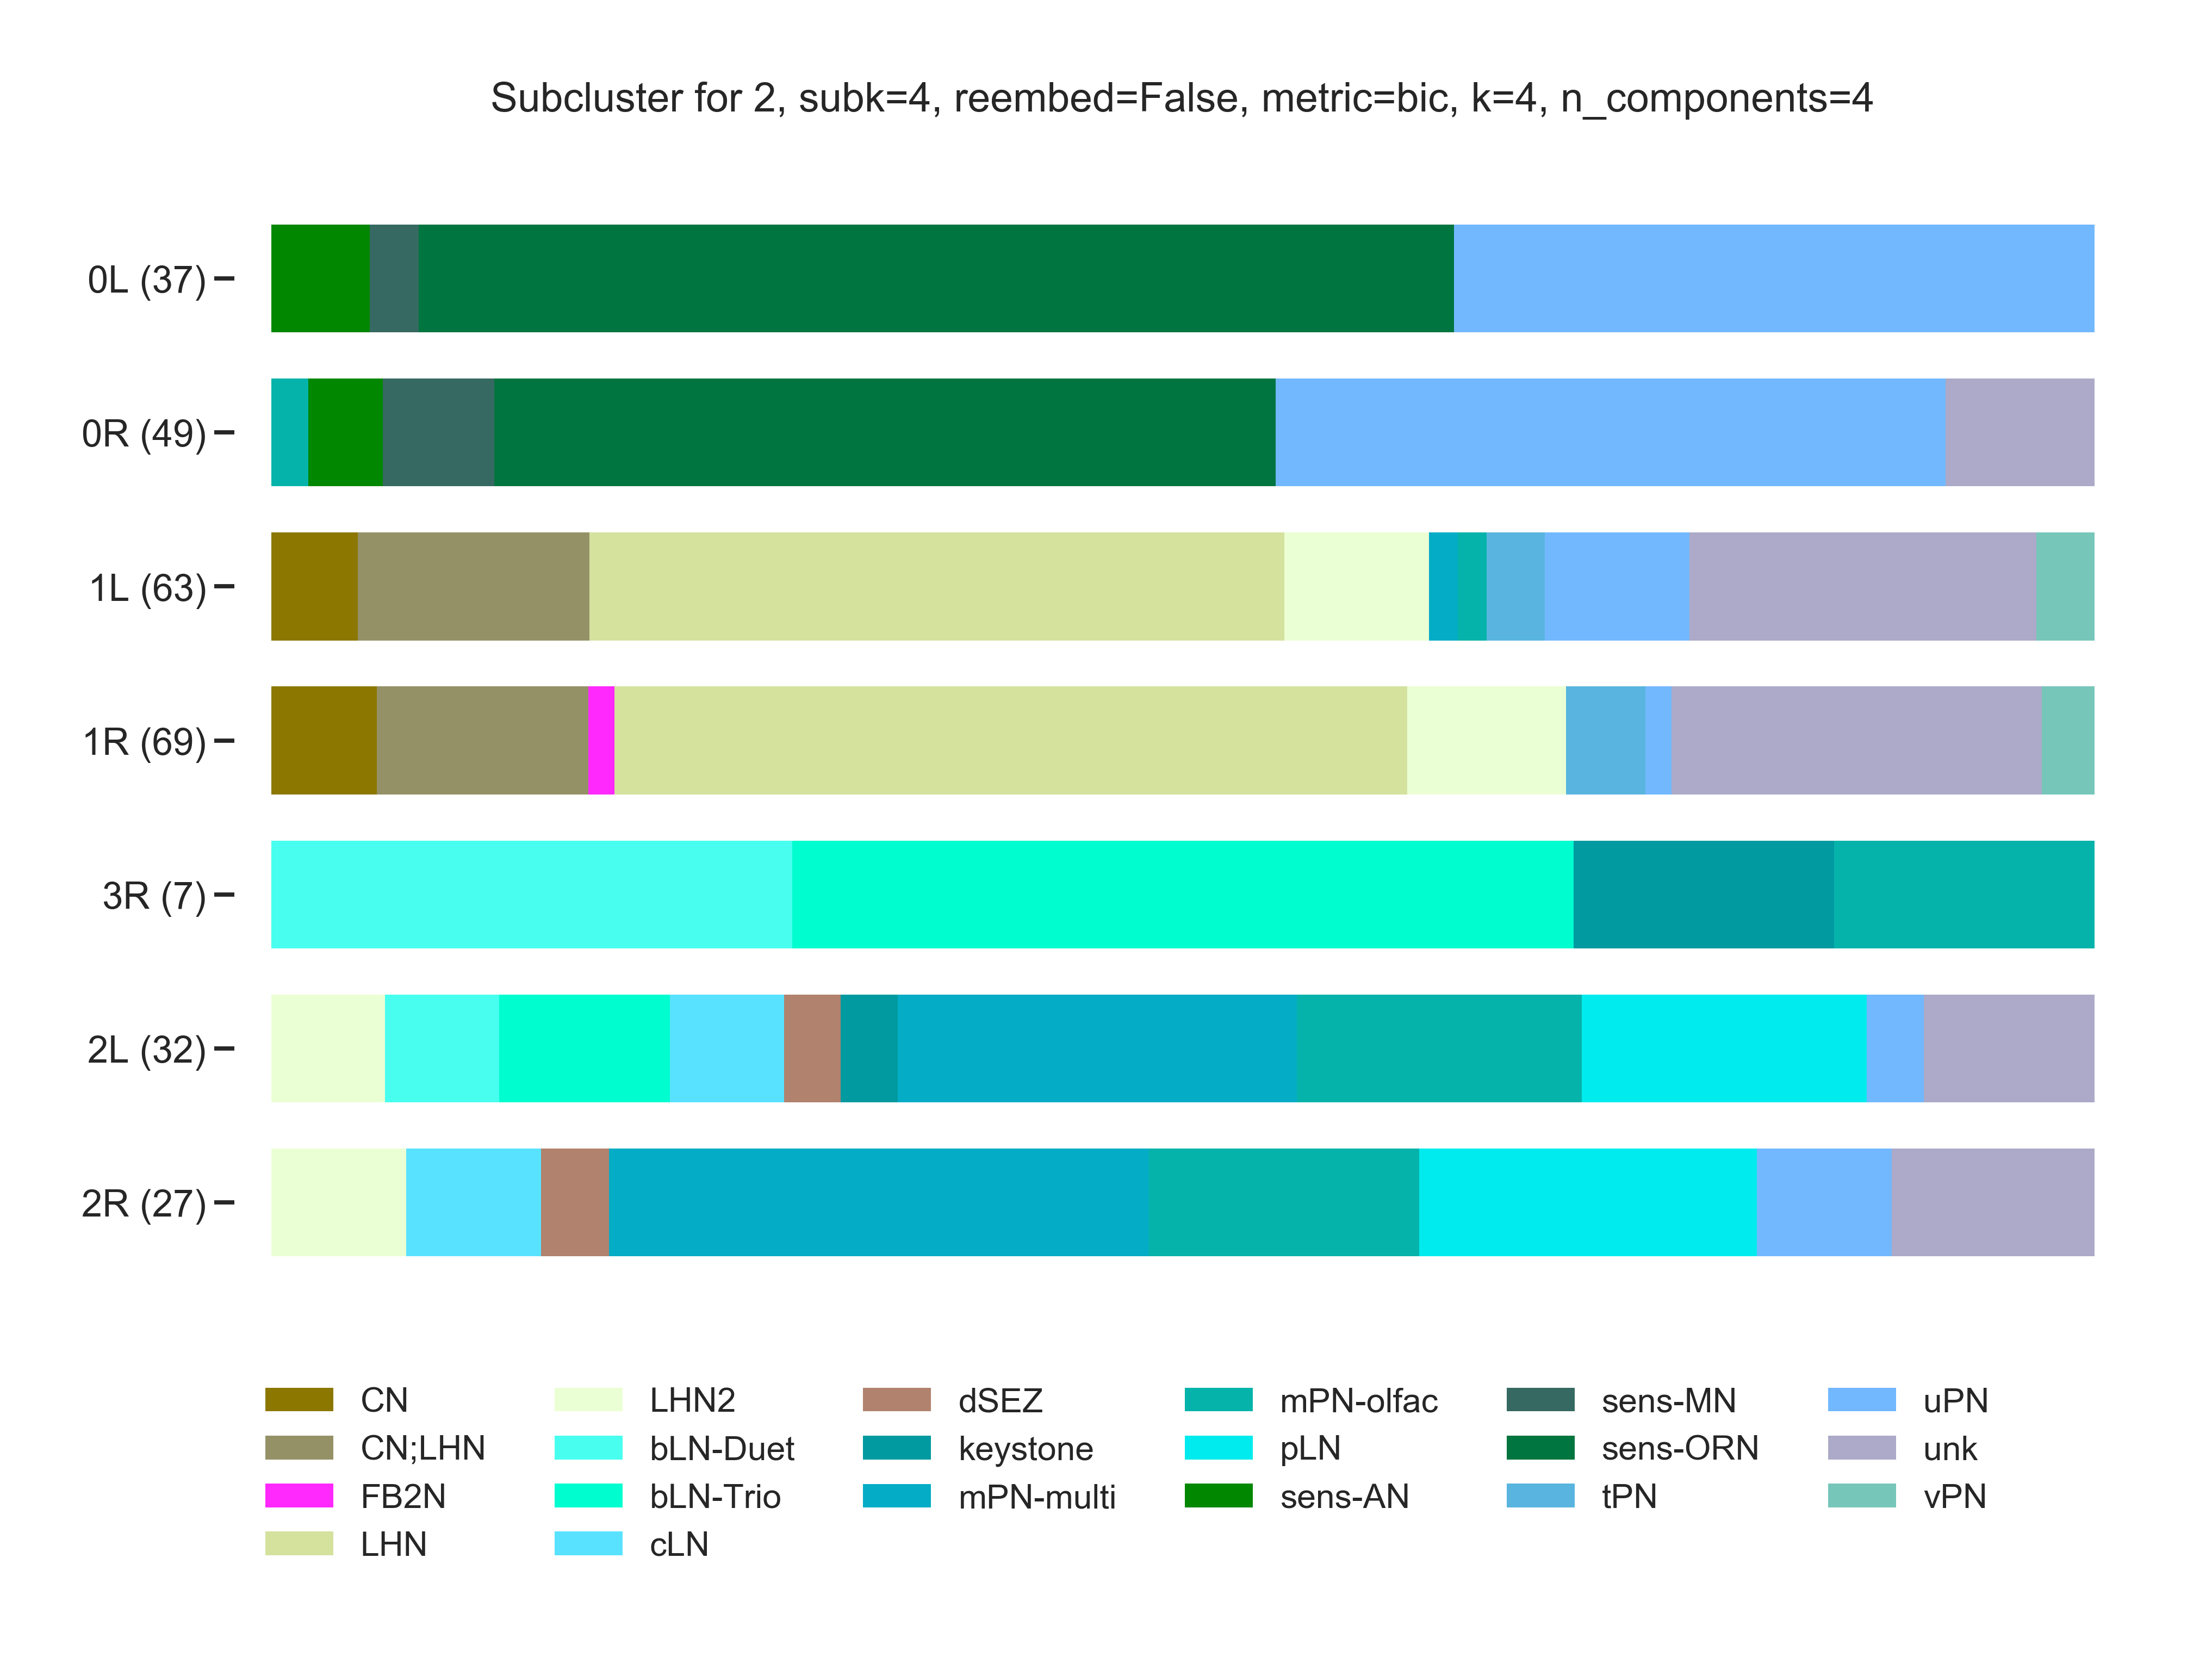 Subcluster for 2, subk=4, reembed=False, metric=bic, k=4, n_components=4
0L (37)
0R (49)
1L (63)
1R (69)
3R (7)
2L (32)
2R (27)
CN LHN2 dSEZ mPN-olfac sens-MN uPN
CN;LHN bLN-Duet keystone pLN sens-ORN unk
FB2N bLN-Trio mPN-multi sens-AN tPN vPN
LHN cLN